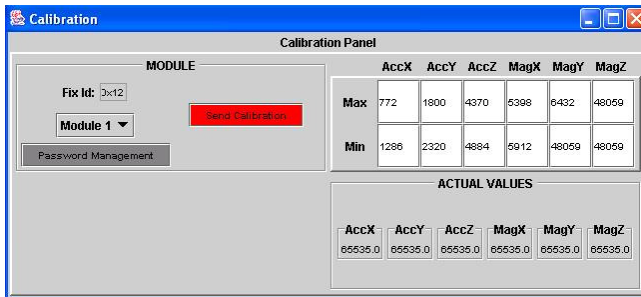 Calibration
Calibration Panel
MODULE
Fix Id: 0x12
Send Calibration
Module 1
Password Management
AccX AccY AccZ MagX MagY MagZ
Max 772 1800 4370 5398 6432 48059
Min 1286 2320 4884 5912 48059 48059
ACTUAL VALUES
AccX AccY AccZ MagX MagY MagZ
65535.0 65535.0 65535.0 65535.0 65535.0 65535.0